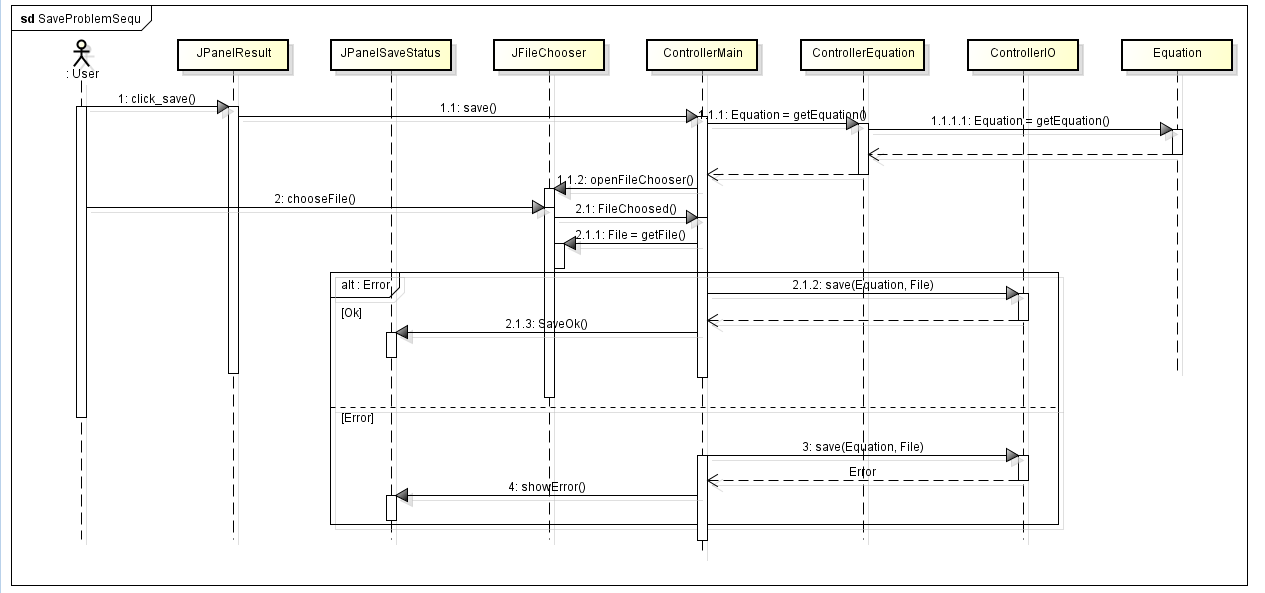 sd SaveProblemSequ
: User
JPanelResult
JPanelSaveStatus
JFileChooser
ControllerMain
ControllerEquation
ControllerIO
Equation
1: click_save()
1.1: save()
1.1.1: Equation = getEquation()
1.1.1.1: Equation = getEquation()
1.1.2: openFileChooser()
2: chooseFile()
2.1: FileChoosed()
2.1.1: File = getFile()
alt : Error
2.1.2: save(Equation, File)
[Ok]
2.1.3: SaveOk()
[Error]
3: save(Equation, File)
Error
4: showError()